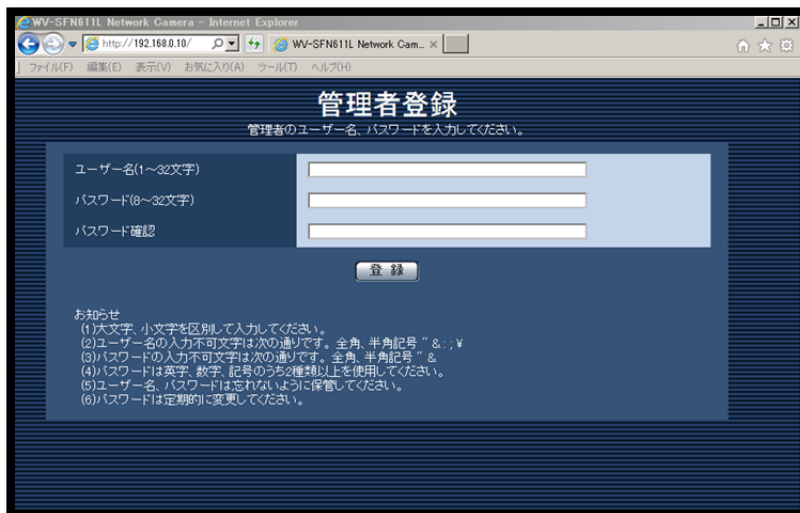 WV-SFN611L Network Camera - Internet Explorer
http://192.168.0.10/
WV-SFN611L Network Cam...
ファイル(F) 編集(E) 表示(V) お気に入り(A) ツール(T) ヘルプ(H)
管理者登録
管理者のユーザー名、パスワードを入力してください。
ユーザー名(1～32文字)
パスワード(8～32文字)
パスワード確認
登 録
お知らせ
(1)大文字、小文字を区別して入力してください。
(2)ユーザー名の入力不可文字は次の通りです。全角、半角記号 " & : ; ¥
(3)パスワードの入力不可文字は次の通りです。全角、半角記号 " &
(4)パスワードは英字、数字、記号のうち2種類以上を使用してください。
(5)ユーザー名、パスワードは忘れないように保管してください。
(6)パスワードは定期的に変更してください。